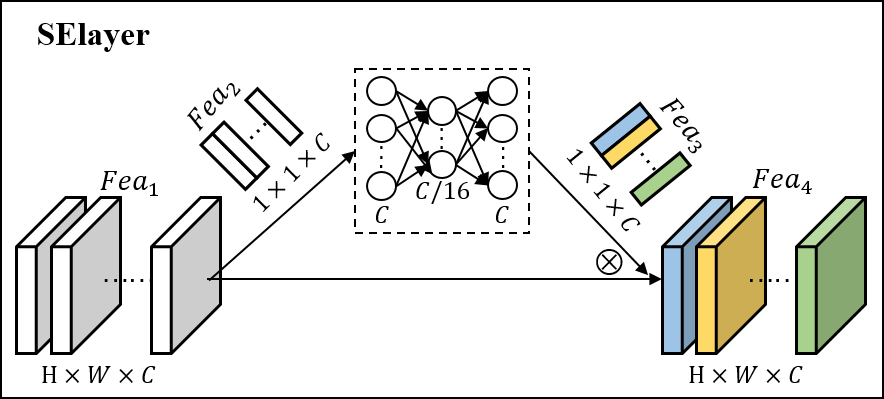 SElayer
Fea₂
1 × 1 × C
Fea₁
H × W × C
C
C/16
C
Fea₃
1 × 1 × C
Fea₄
H × W × C